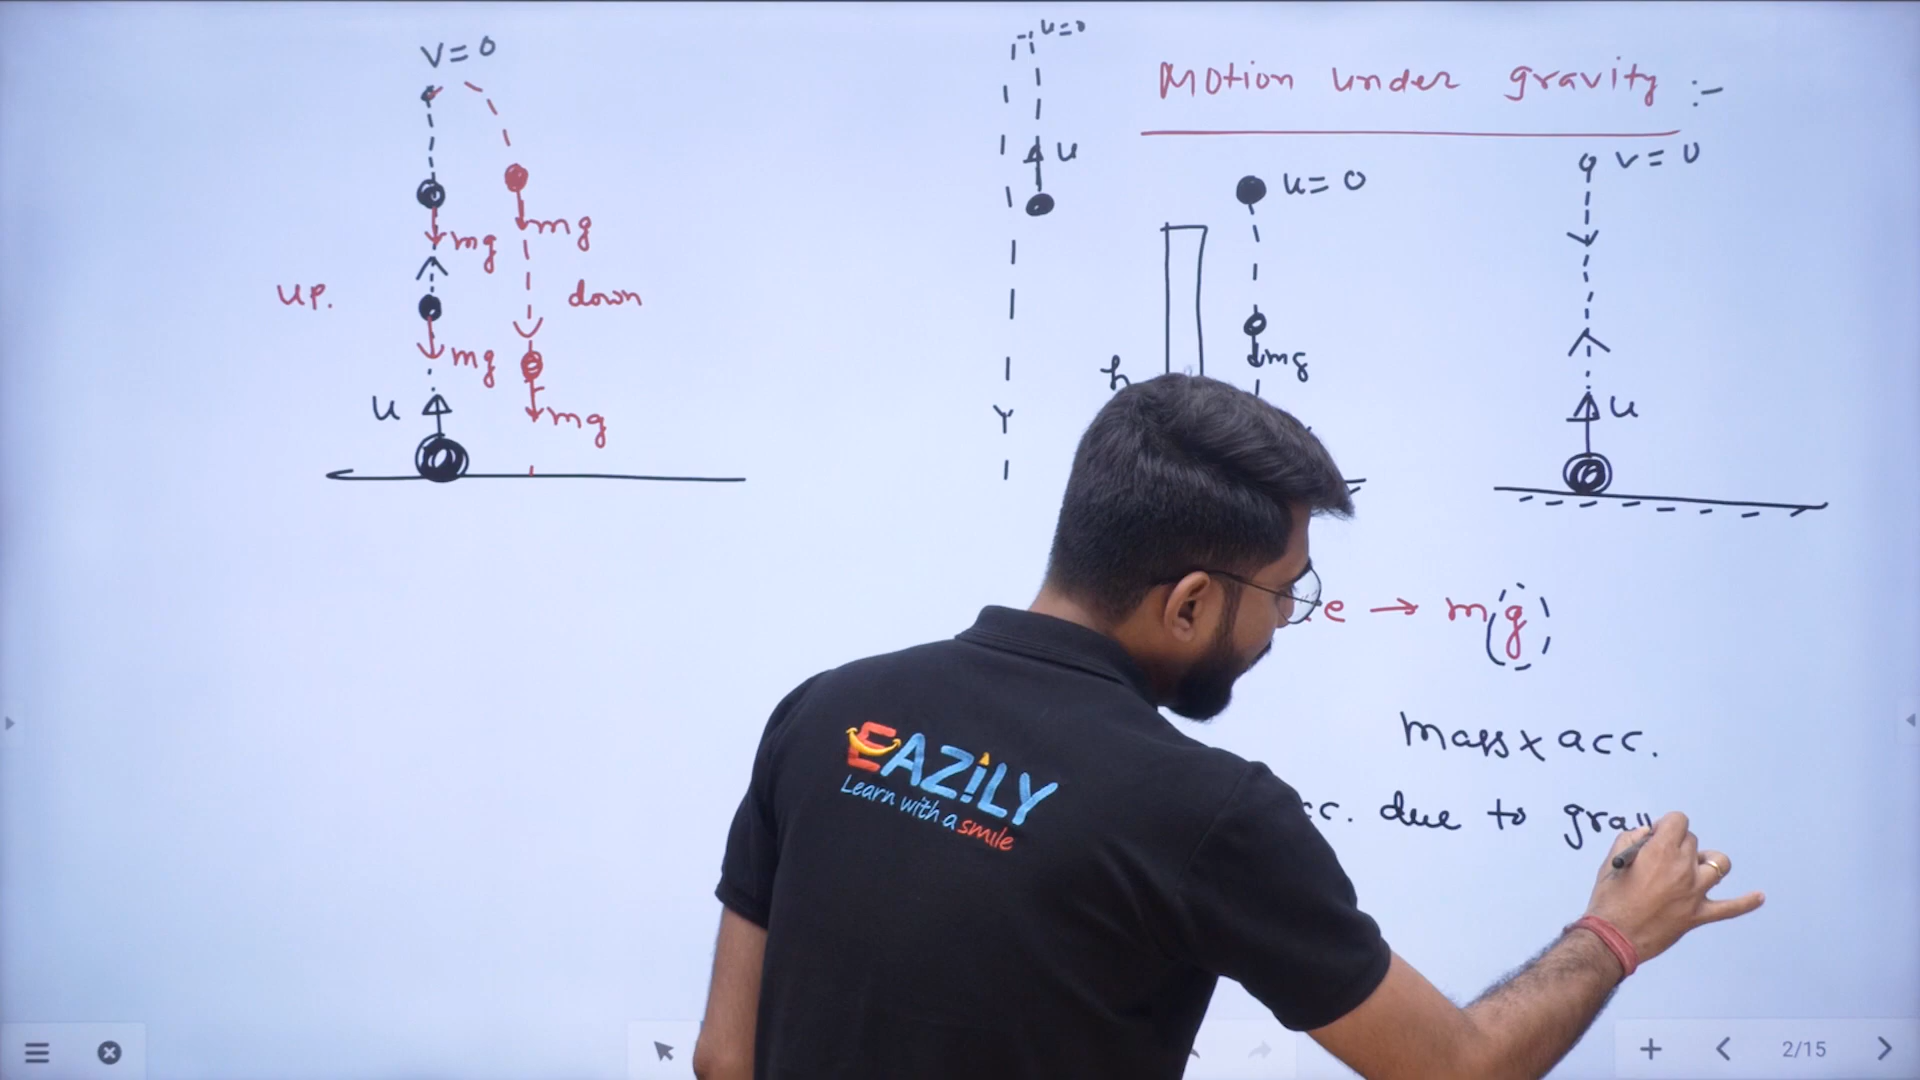 V = 0
mg
mg
up.
down
mg
mg
u
u=0
u
Motion under gravity :-
u = 0
mg
h
v = 0
u
→ mg
mass x acc.
due to
EAZiLY
Learn with a smile
2/15